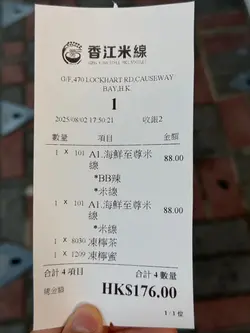 香江米線
G/F,470 LOCKHART RD,CAUSEWAY
BAY,H.K
1
2025/08/02 17:50:21 收銀2
數量 項目 金額
1 × 101 A1.海鮮至尊米線 88.00
*BB辣
*米線
1 × 101 A1.海鮮至尊米線 88.00
*米線
1 × 8030 凍檸茶
1 × 1209 凍檸蜜
合計 4 項目 合計 4 數量
總金額 HK$176.00
1 / 1 位